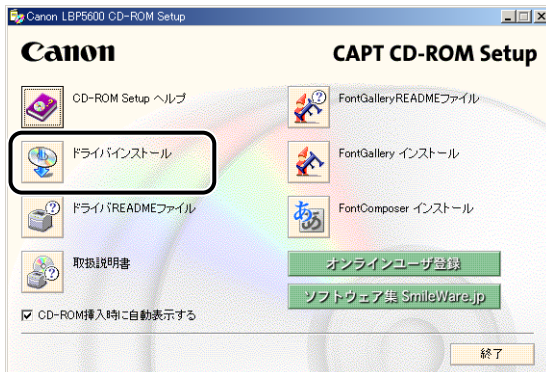 Canon LBP5600 CD-ROM Setup
Canon
CAPT CD-ROM Setup
CD-ROM Setup ヘルプ
ドライバインストール
ドライバREADMEファイル
取扱説明書
FontGalleryREADMEファイル
FontGallery インストール
FontComposer インストール
オンラインユーザ登録
ソフトウェア集 SmileWare.jp
CD-ROM挿入時に自動表示する
終了